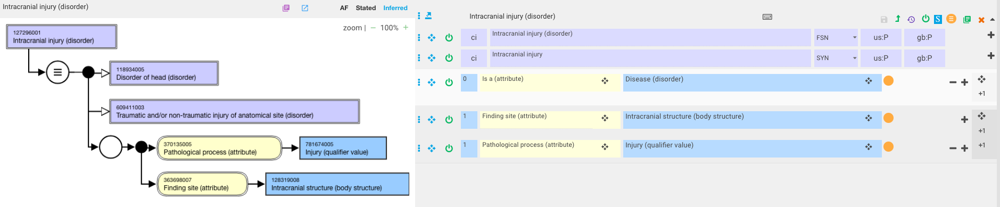 Intracranial injury (disorder)
AF Stated Inferred
zoom | − 100% +
127296001
Intracranial injury (disorder)
118934005
Disorder of head (disorder)
609411003
Traumatic and/or non-traumatic injury of anatomical site (disorder)
370135005
Pathological process (attribute)
781674005
Injury (qualifier value)
363698007
Finding site (attribute)
128319008
Intracranial structure (body structure)
Intracranial injury (disorder)
S
ci Intracranial injury (disorder) FSN us:P gb:P
ci Intracranial injury SYN us:P gb:P
0 Is a (attribute) Disease (disorder)
+1
1 Finding site (attribute) Intracranial structure (body structure)
+1
1 Pathological process (attribute) Injury (qualifier value) +1